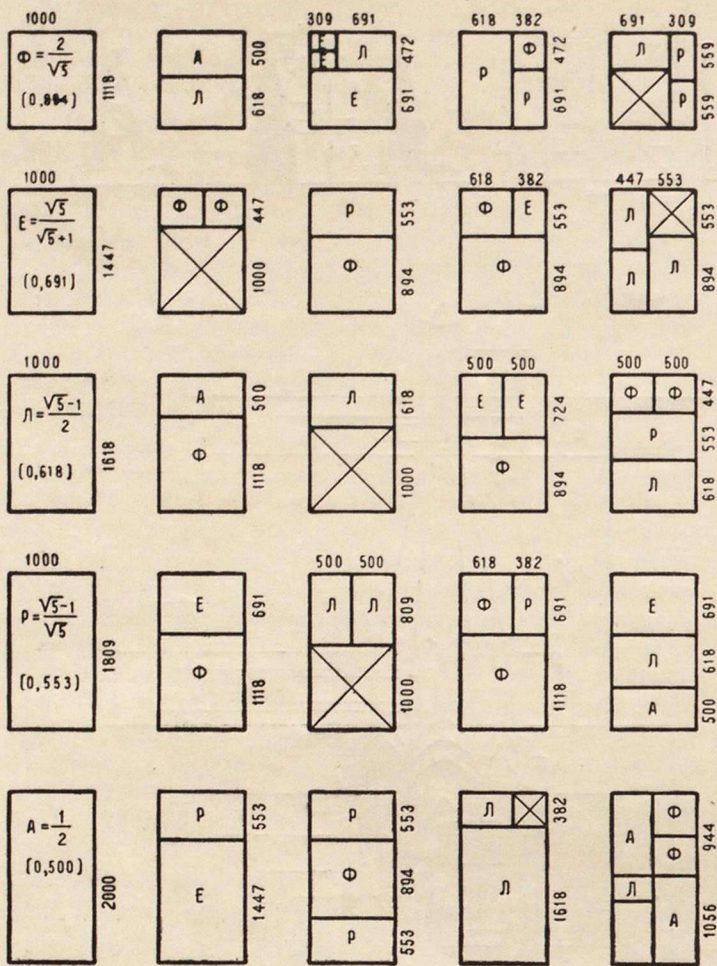 1000
309 691
618 382
691 309
Ф = 2/√5
(0,894)
1118
А
Л
500
618
Е
Е
Л
Е
472
691
Р
Ф
Р
472
691
Л
Р
Р
559
559
1000
618 382
447 553
Е = √5/√5+1
(0,691)
1447
Ф Ф
447
1000
Р
Ф
553
894
Ф Е
Ф
553
894
Л
Л
Л
553
894
1000
500 500
500 500
Л = √5-1/2
(0,618)
1618
А
Ф
500
1118
Л
618
1000
Е Е
Ф
724
894
Ф Ф
Р
Л
447
553
618
1000
500 500
618 382
Р = √5-1/√5
(0,553)
1809
Е
Ф
691
1118
Л Л
809
1000
Ф Р
Ф
691
1118
Е
Л
А
691
618
500
А = 1/2
(0,500)
2000
Р
Е
553
1447
Р
Ф
Р
553
894
553
Л
Л
382
1618
А
Ф
Ф
Л
А
944
1056